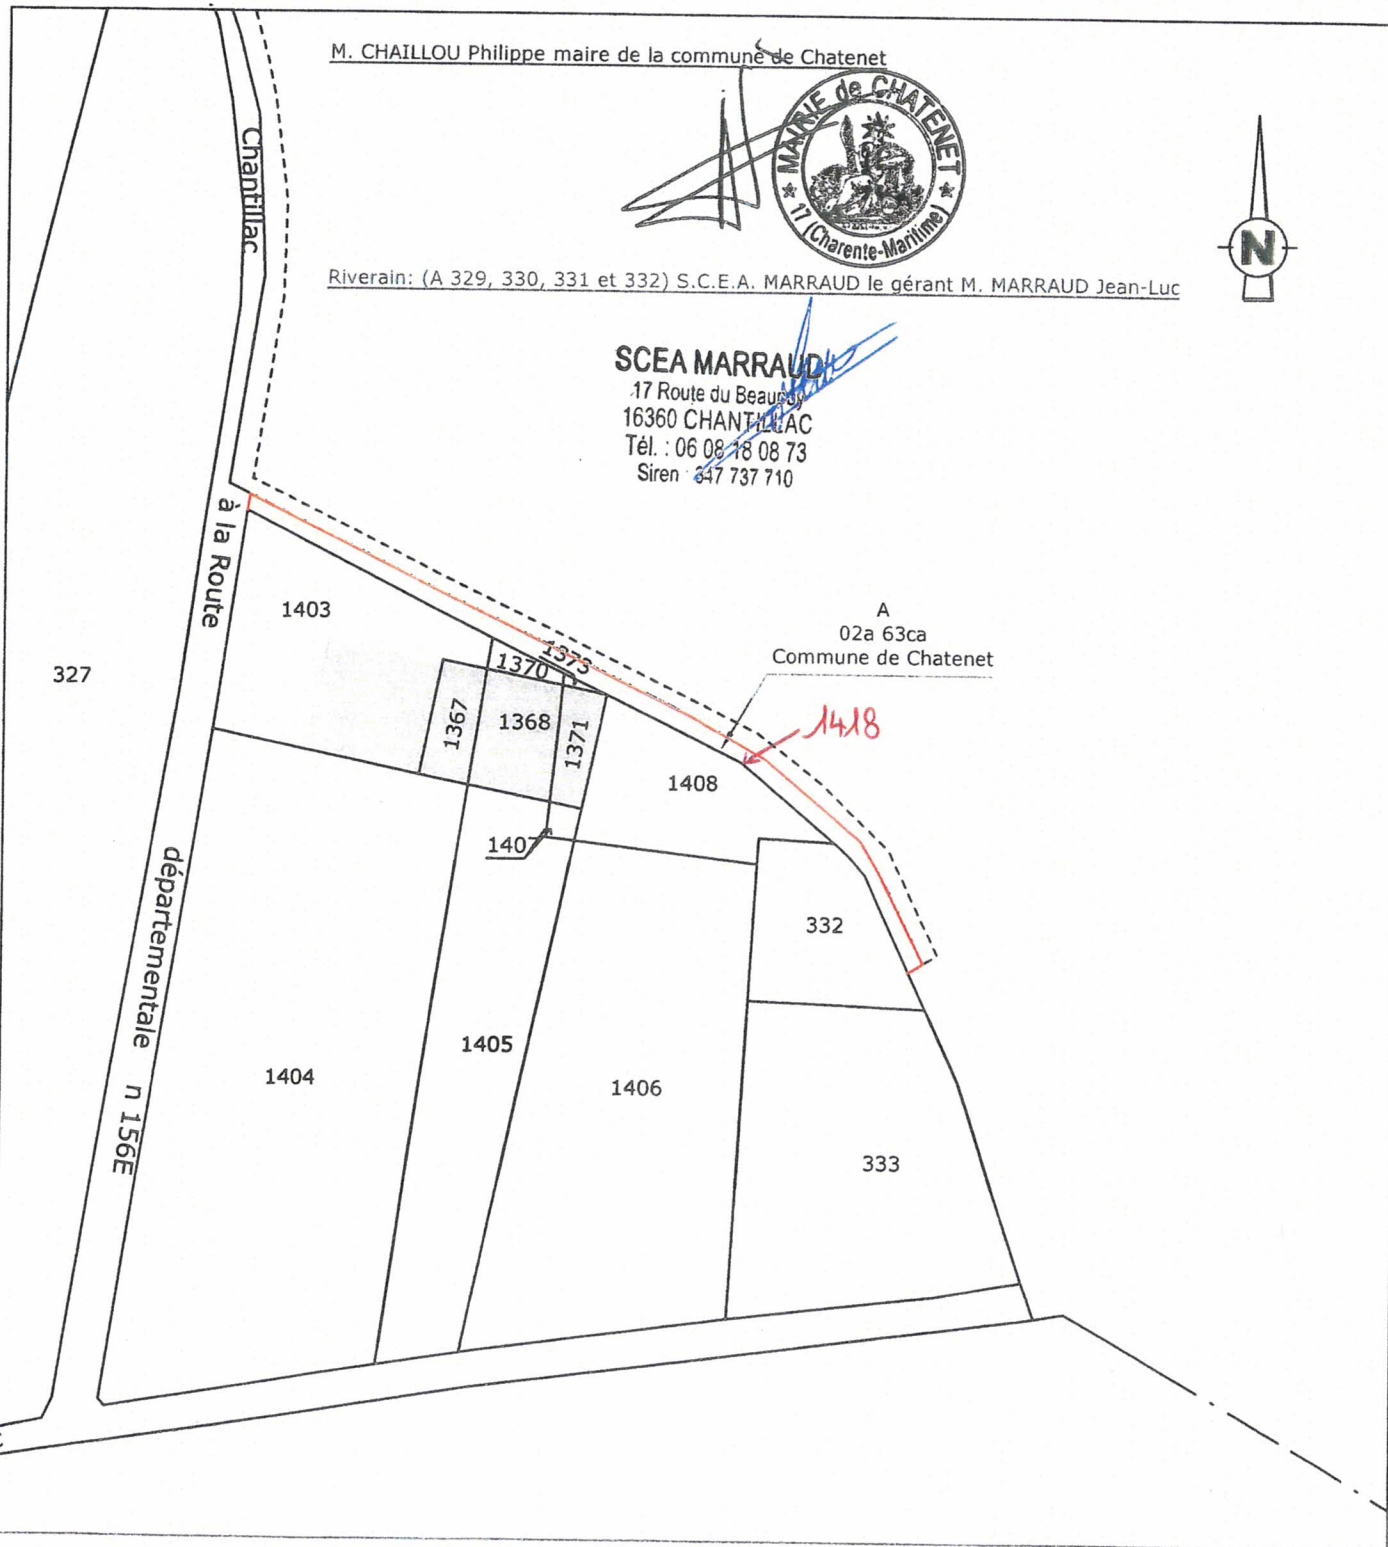 M. CHAILLOU Philippe maire de la commune de Chatenet
MAIRIE de CHATENET
17 (Charente-Maritime)
Riverain: (A 329, 330, 331 et 332) S.C.E.A. MARRAUD le gérant M. MARRAUD Jean-Luc
N
SCEA MARRAUD
17 Route du
16360 CHANTILLAC
Tél. : 06 08 18 08 73
Siren 737 710
Chantillac
à la Route
départementale n 156E
A
02a 63ca
Commune de Chatenet
1418
327
1403
1373
1370
1367
1368
1371
1408
1407
332
1404
1405
1406
333